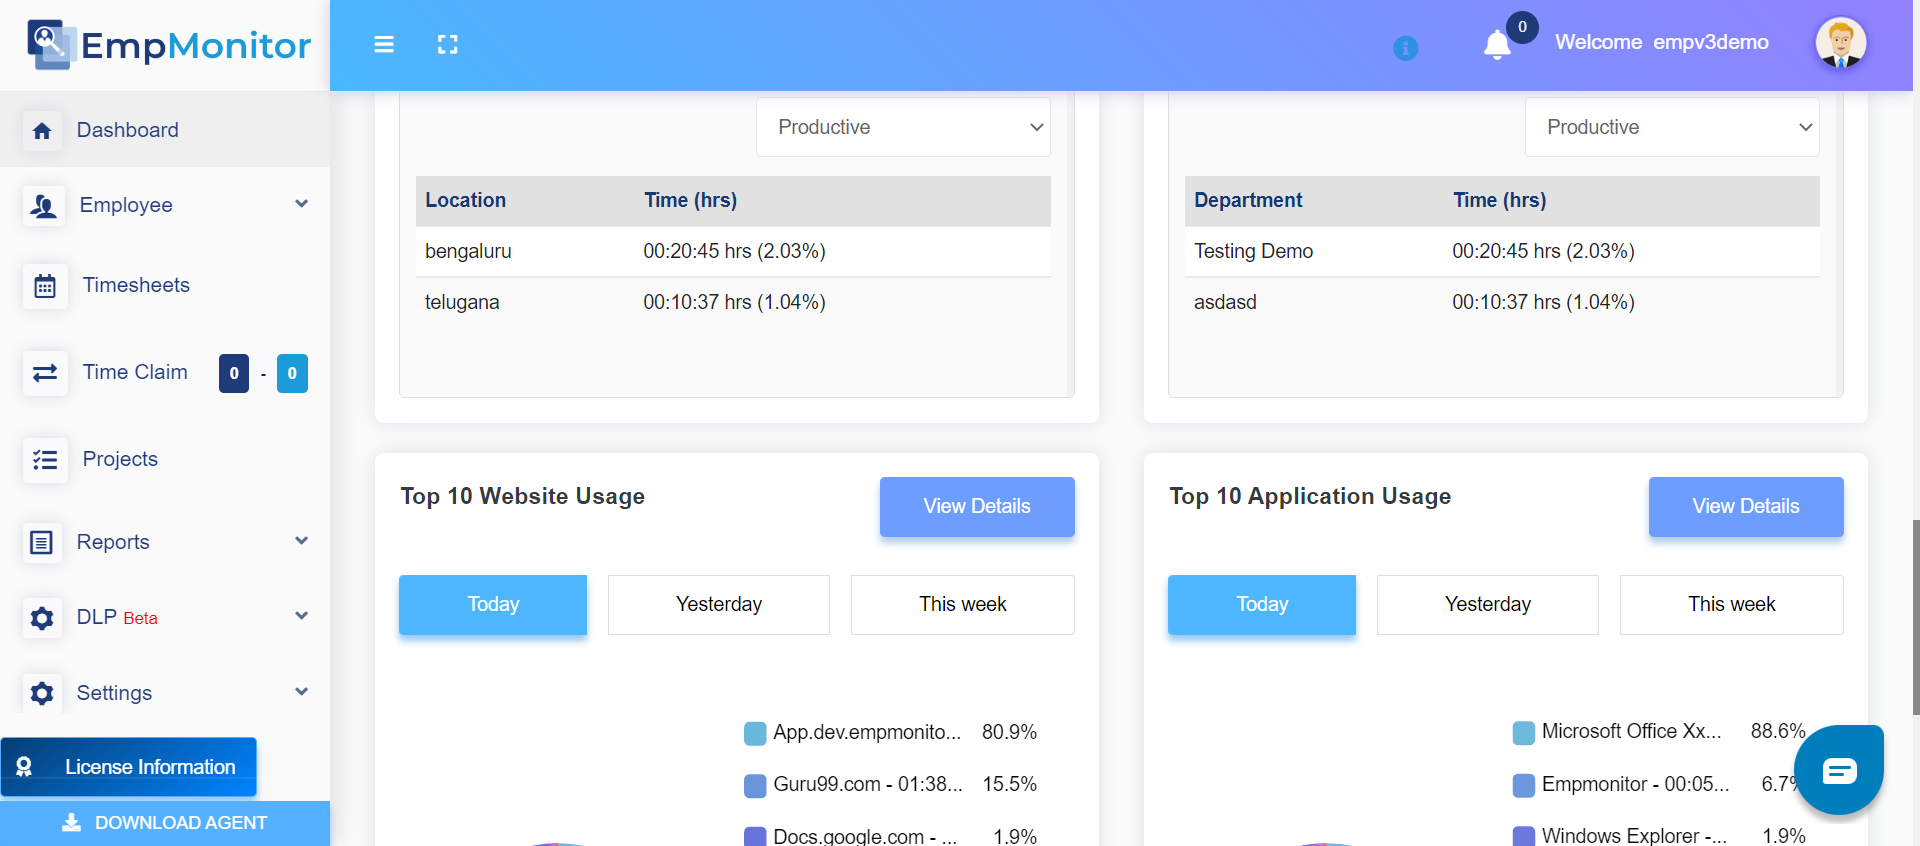 EmpMonitor
0
Welcome empv3demo
Dashboard
Employee
Timesheets
Time Claim 0 - 0
Projects
Reports
DLP Beta
Settings
License Information
DOWNLOAD AGENT
Productive
Location Time (hrs)
bengaluru 00:20:45 hrs (2.03%)
telugana 00:10:37 hrs (1.04%)
Productive
Department Time (hrs)
Testing Demo 00:20:45 hrs (2.03%)
asdasd 00:10:37 hrs (1.04%)
Top 10 Website Usage
View Details
Today Yesterday This week
App.dev.empmonito... 80.9%
Guru99.com - 01:38... 15.5%
Docs.google.com - ... 1.9%
Top 10 Application Usage
View Details
Today Yesterday This week
Microsoft Office Xx... 88.6%
Empmonitor - 00:05... 6.7%
Windows Explorer -... 1.9%